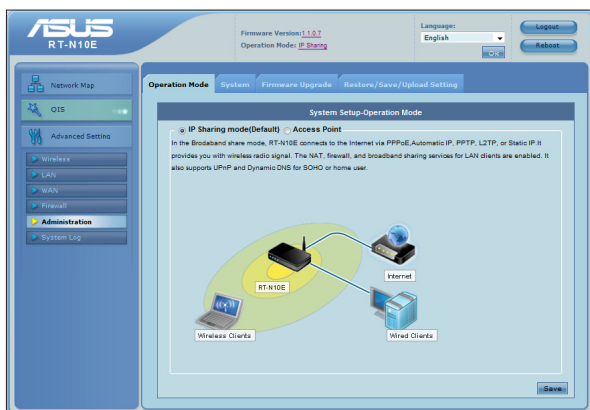 ASUS
RT-N10E
Firmware Version:1.1.0.7
Operation Mode: IP Sharing
Language:
English
OK
Logout
Reboot
Network Map
OIS
Advanced Setting
Wireless
LAN
WAN
Firewall
Administration
System Log
Operation Mode System Firmware Upgrade Restore/Save/Upload Setting
System Setup-Operation Mode
IP Sharing mode(Default) Access Point
In the Brodaband share mode, RT-N10E connects to the Internet via PPPoE,Automatic IP, PPTP, L2TP, or Static IP.It
provides you with wireless radio signal. The NAT, firewall, and broadband sharing services for LAN clients are enabled. It
also supports UPnP and Dynamic DNS for SOHO or home user.
Internet
RT-N10E
Wireless Clients
Wired Clients
Save